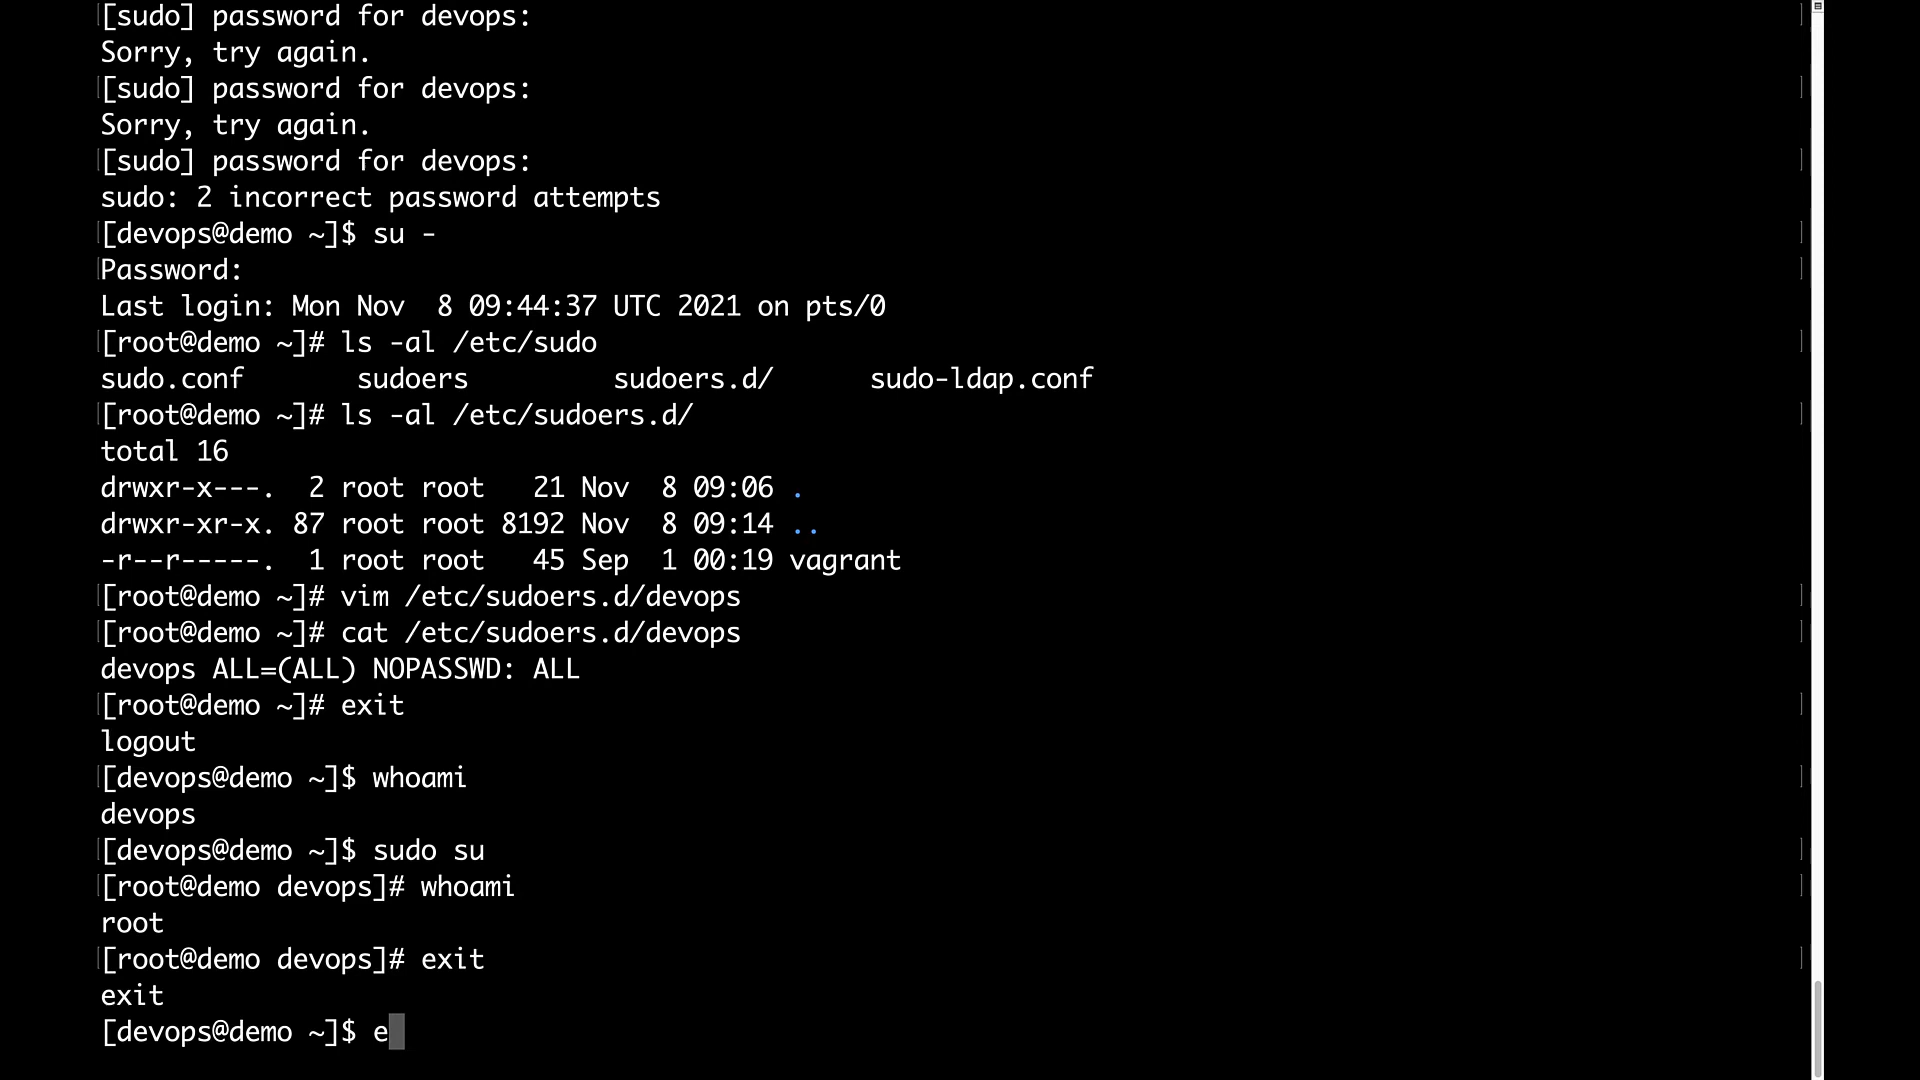 [sudo] password for devops:
Sorry, try again.
[sudo] password for devops:
Sorry, try again.
[sudo] password for devops:
sudo: 2 incorrect password attempts
[devops@demo ~]$ su -
Password:
Last login: Mon Nov  8 09:44:37 UTC 2021 on pts/0
[root@demo ~]# ls -al /etc/sudo
sudo.conf       sudoers         sudoers.d/      sudo-ldap.conf
[root@demo ~]# ls -al /etc/sudoers.d/
total 16
drwxr-x---.  2 root root   21 Nov  8 09:06 .
drwxr-xr-x. 87 root root 8192 Nov  8 09:14 ..
-r--r-----.  1 root root   45 Sep  1 00:19 vagrant
[root@demo ~]# vim /etc/sudoers.d/devops
[root@demo ~]# cat /etc/sudoers.d/devops
devops ALL=(ALL) NOPASSWD: ALL
[root@demo ~]# exit
logout
[devops@demo ~]$ whoami
devops
[devops@demo ~]$ sudo su
[root@demo devops]# whoami
root
[root@demo devops]# exit
exit
[devops@demo ~]$ e